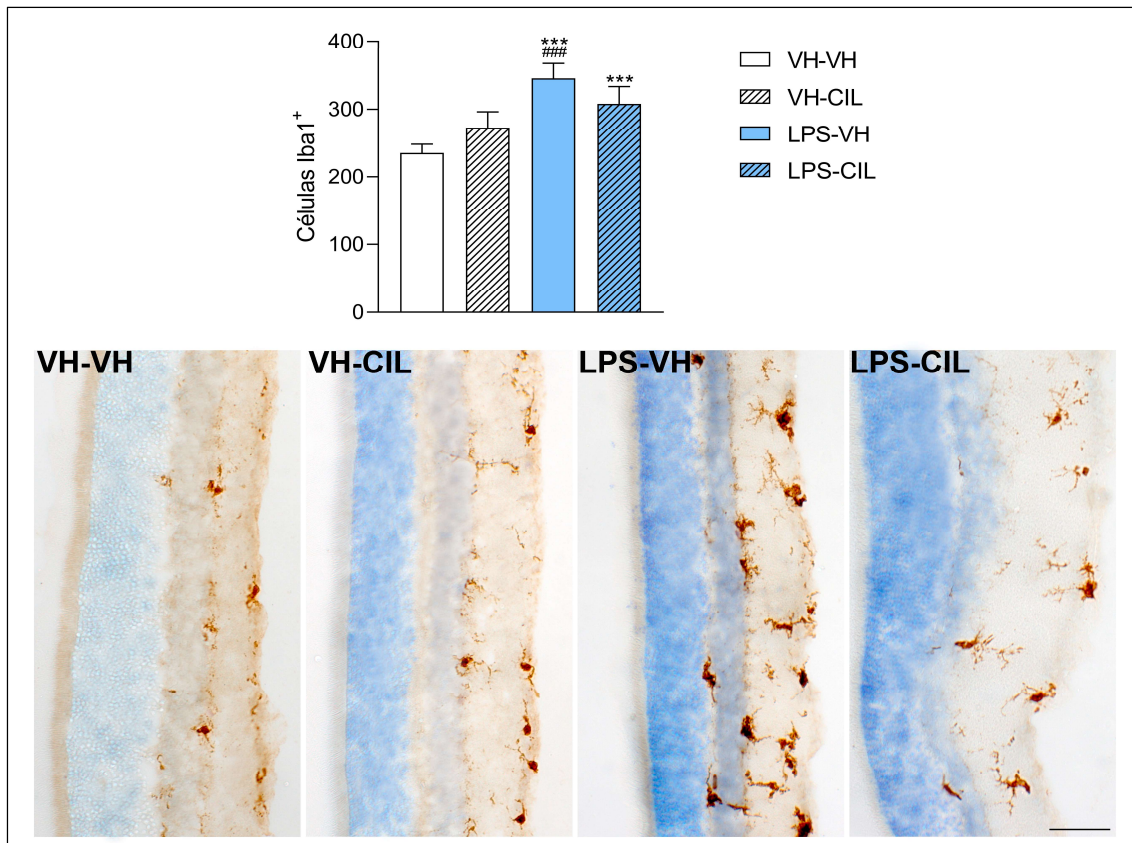 400
300
200
100
0
Células Iba1+
***
###
***
VH-VH
VH-CIL
LPS-VH
LPS-CIL
VH-VH
VH-CIL
LPS-VH
LPS-CIL